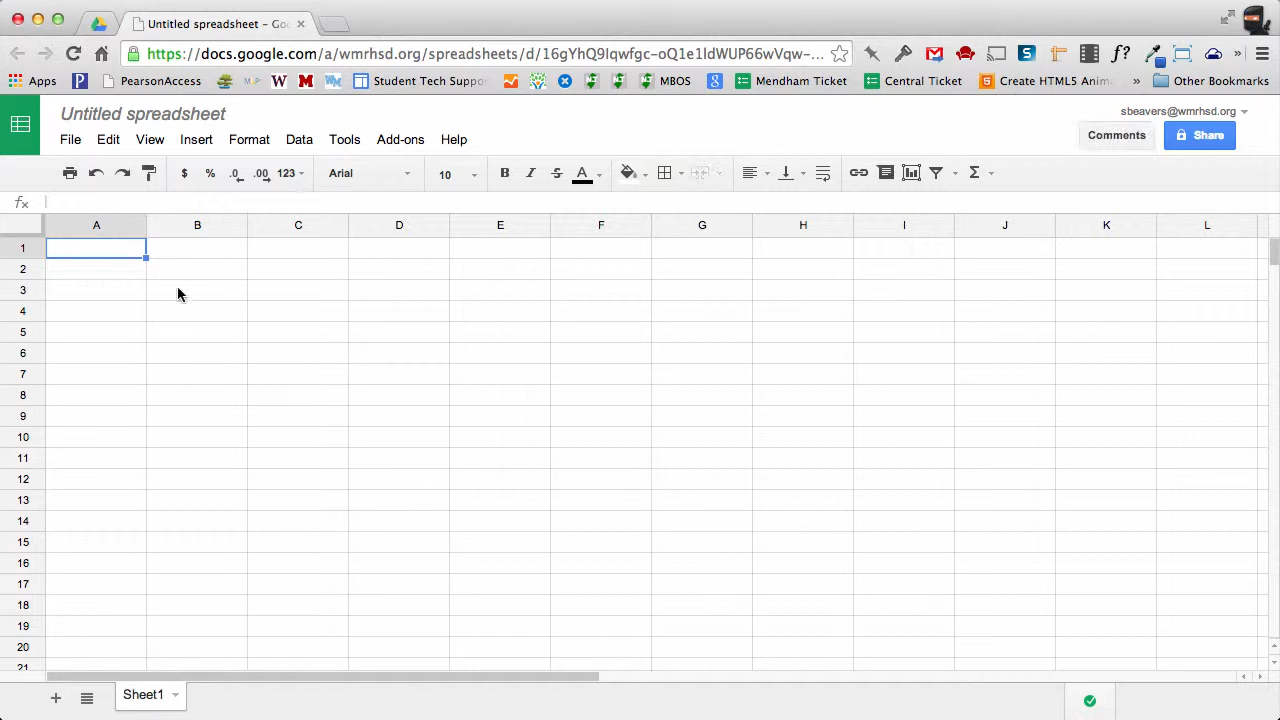 Untitled spreadsheet - Goo
https://docs.google.com/a/wmrhsd.org/spreadsheets/d/
Apps
PearsonAccess
Student Tech Suppo
MBOS
Mendham Ticket
Central Ticket
Create HTML5 Anim
»
Other Bookmarks
Untitled spreadsheet
sbeavers@wmrhsd.org
File Edit View Insert Format Data Tools Add-ons Help
Comments
Share
$ % .0 .00 123 Arial 10 B I S A Σ
fx
A B C D E F G H I J K L
1
2
3
4
5
6
7
8
9
10
11
12
13
14
15
16
17
18
19
20
21
+ Sheet1